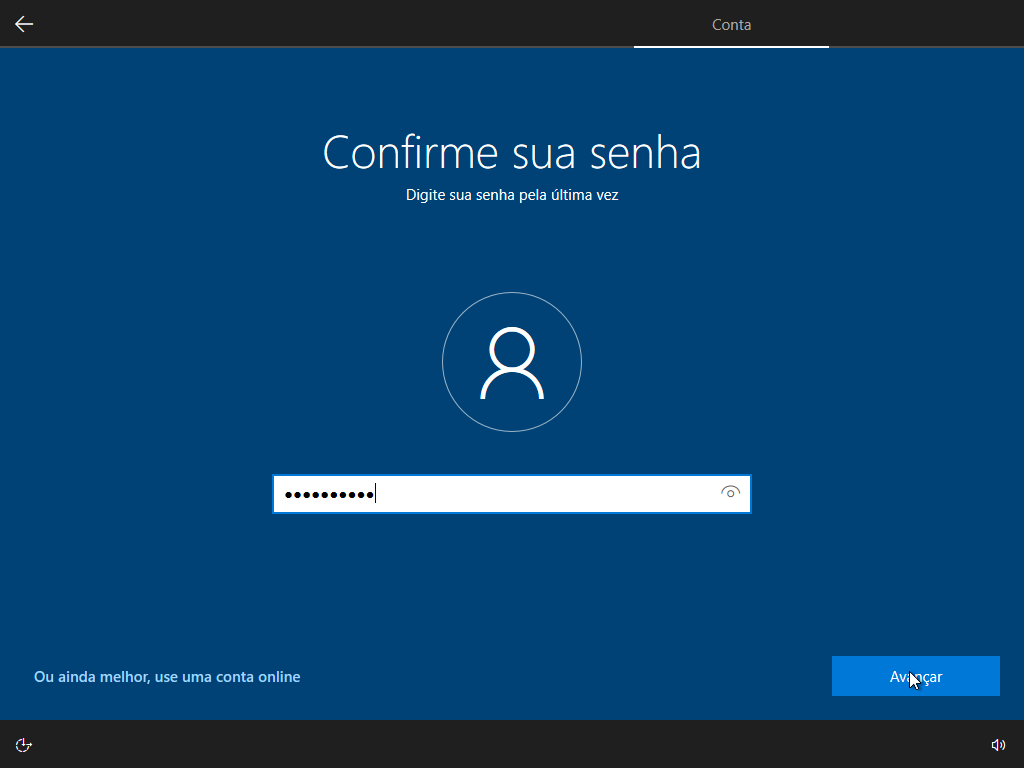 Conta
Confirme sua senha
Digite sua senha pela última vez
Ou ainda melhor, use uma conta online
Avançar